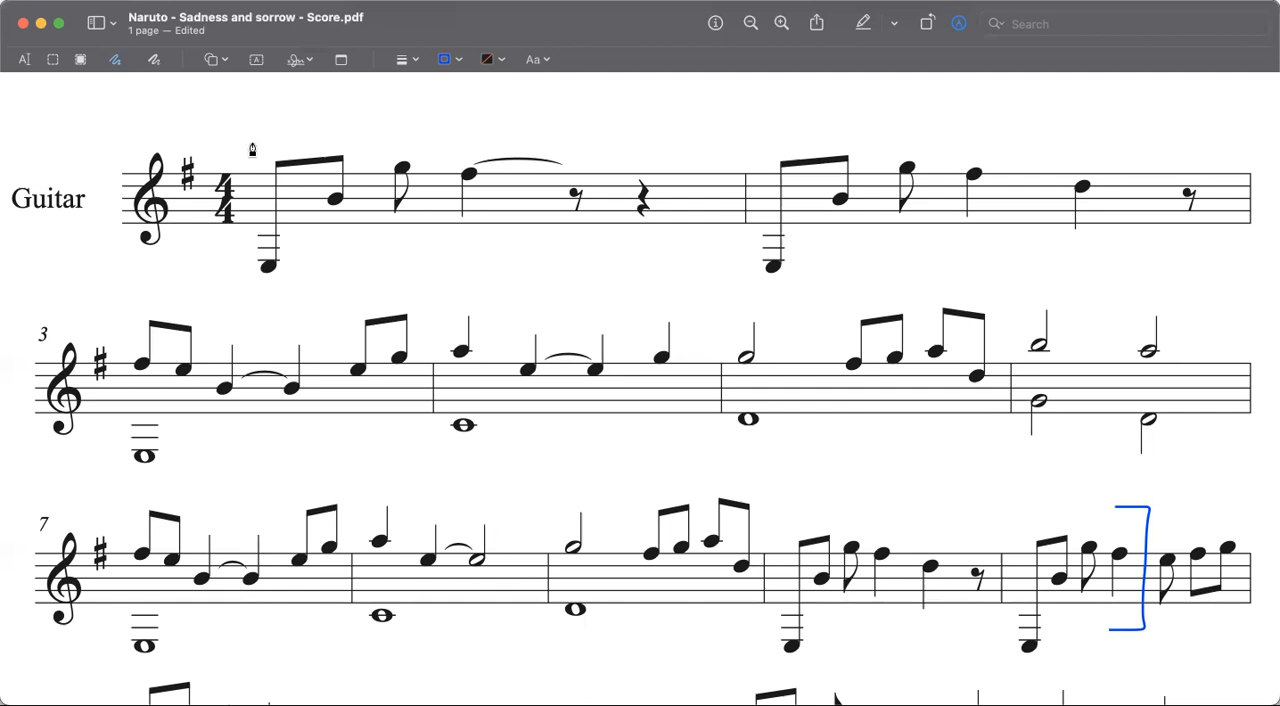 Naruto - Sadness and sorrow - Score.pdf
1 page — Edited
Search
A
Aa
Guitar
4
4
3
7